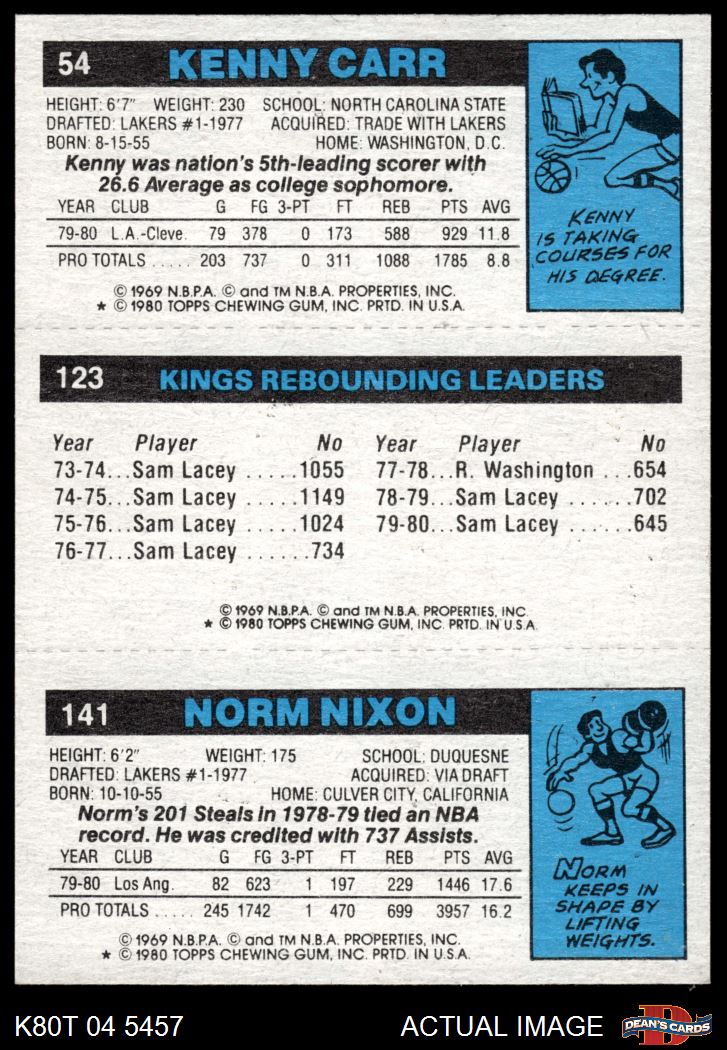 54 KENNY CARR
HEIGHT: 6'7" WEIGHT: 230 SCHOOL: NORTH CAROLINA STATE
DRAFTED: LAKERS #1-1977 ACQUIRED: TRADE WITH LAKERS
BORN: 8-15-55 HOME: WASHINGTON, D.C.
Kenny was nation's 5th-leading scorer with
26.6 Average as college sophomore.
YEAR CLUB G FG 3-PT FT REB PTS AVG
79-80 L.A.-Cleve. 79 378 0 173 588 929 11.8
PRO TOTALS ..... 203 737 0 311 1088 1785 8.8
© 1969 N.B.P.A. © and TM N.B.A. PROPERTIES, INC.
★ © 1980 TOPPS CHEWING GUM, INC. PRTD. IN U.S.A.
KENNY
IS TAKING
COURSES FOR
HIS DEGREE.
123 KINGS REBOUNDING LEADERS
Year Player No Year Player No
73-74...Sam Lacey ......1055 77-78...R. Washington ...654
74-75...Sam Lacey ......1149 78-79...Sam Lacey .......702
75-76...Sam Lacey ......1024 79-80...Sam Lacey .......645
76-77...Sam Lacey .......734
© 1969 N.B.P.A. © and TM N.B.A. PROPERTIES, INC.
★ © 1980 TOPPS CHEWING GUM, INC. PRTD. IN U.S.A.
141 NORM NIXON
HEIGHT: 6'2" WEIGHT: 175 SCHOOL: DUQUESNE
DRAFTED: LAKERS #1-1977 ACQUIRED: VIA DRAFT
BORN: 10-10-55 HOME: CULVER CITY, CALIFORNIA
Norm's 201 Steals in 1978-79 tied an NBA
record. He was credited with 737 Assists.
YEAR CLUB G FG 3-PT FT REB PTS AVG
79-80 Los Ang. 82 623 1 197 229 1446 17.6
PRO TOTALS ..... 245 1742 1 470 699 3957 16.2
© 1969 N.B.P.A. © and TM N.B.A. PROPERTIES, INC.
★ © 1980 TOPPS CHEWING GUM, INC. PRTD. IN U.S.A.
NORM
KEEPS IN
SHAPE BY
LIFTING
WEIGHTS.
K80T 04 5457 ACTUAL IMAGE
D
DEAN'S CARDS